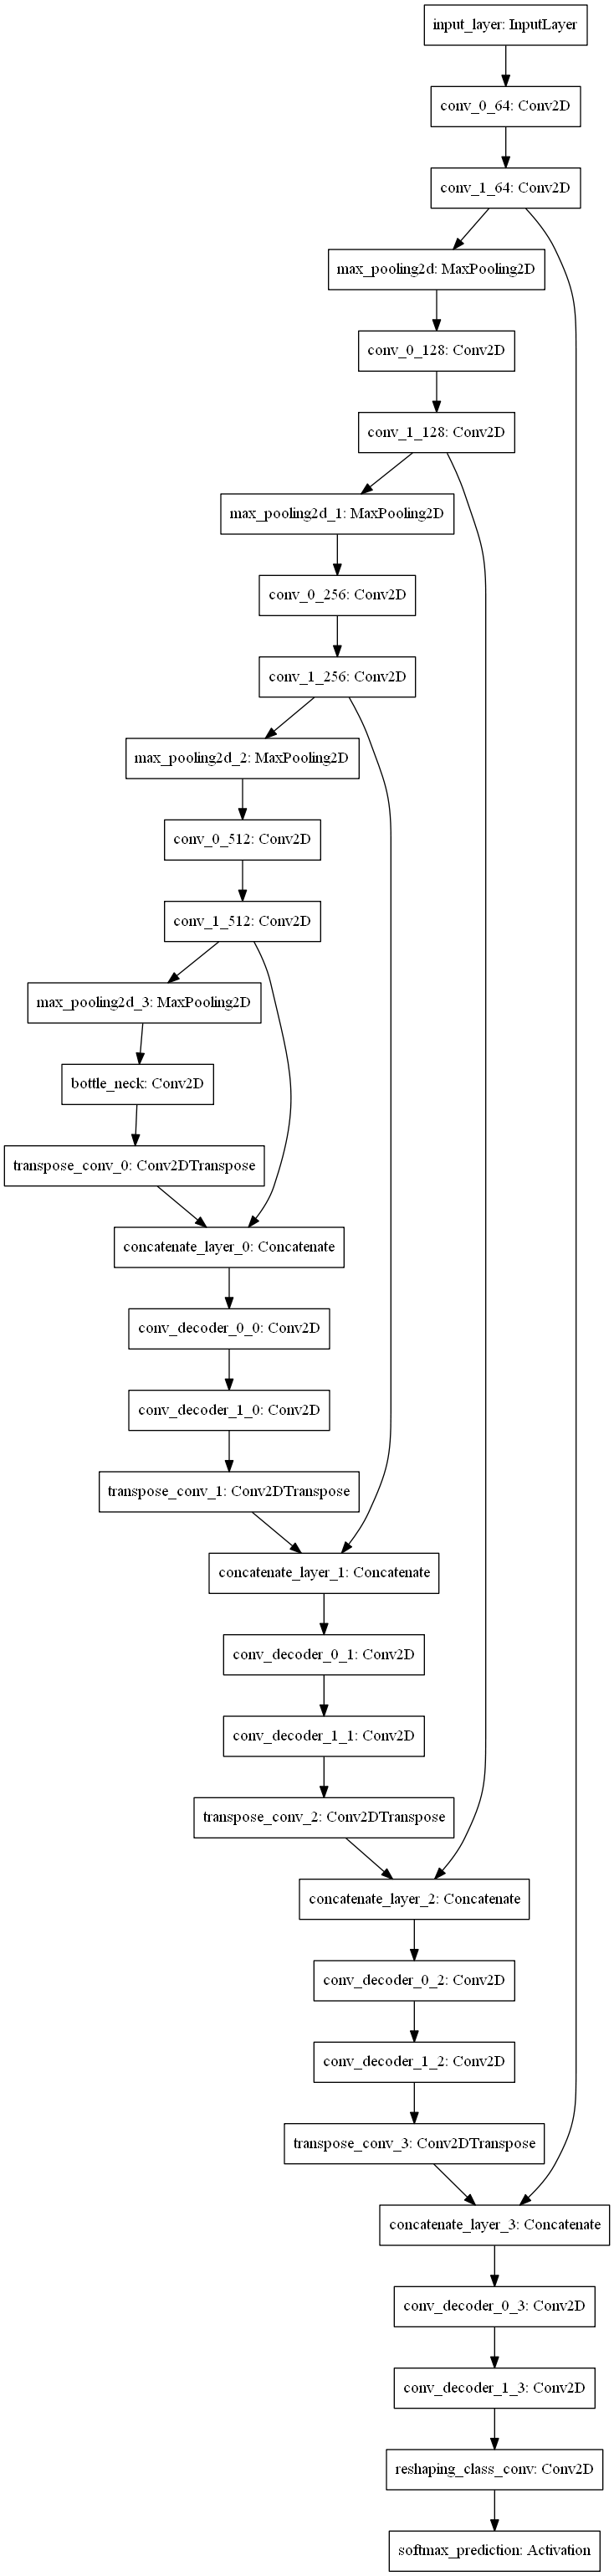 input_layer: InputLayer
conv_0_64: Conv2D
conv_1_64: Conv2D
max_pooling2d: MaxPooling2D
conv_0_128: Conv2D
conv_1_128: Conv2D
max_pooling2d_1: MaxPooling2D
conv_0_256: Conv2D
conv_1_256: Conv2D
max_pooling2d_2: MaxPooling2D
conv_0_512: Conv2D
conv_1_512: Conv2D
max_pooling2d_3: MaxPooling2D
bottle_neck: Conv2D
transpose_conv_0: Conv2DTranspose
concatenate_layer_0: Concatenate
conv_decoder_0_0: Conv2D
conv_decoder_1_0: Conv2D
transpose_conv_1: Conv2DTranspose
concatenate_layer_1: Concatenate
conv_decoder_0_1: Conv2D
conv_decoder_1_1: Conv2D
transpose_conv_2: Conv2DTranspose
concatenate_layer_2: Concatenate
conv_decoder_0_2: Conv2D
conv_decoder_1_2: Conv2D
transpose_conv_3: Conv2DTranspose
concatenate_layer_3: Concatenate
conv_decoder_0_3: Conv2D
conv_decoder_1_3: Conv2D
reshaping_class_conv: Conv2D
softmax_prediction: Activation